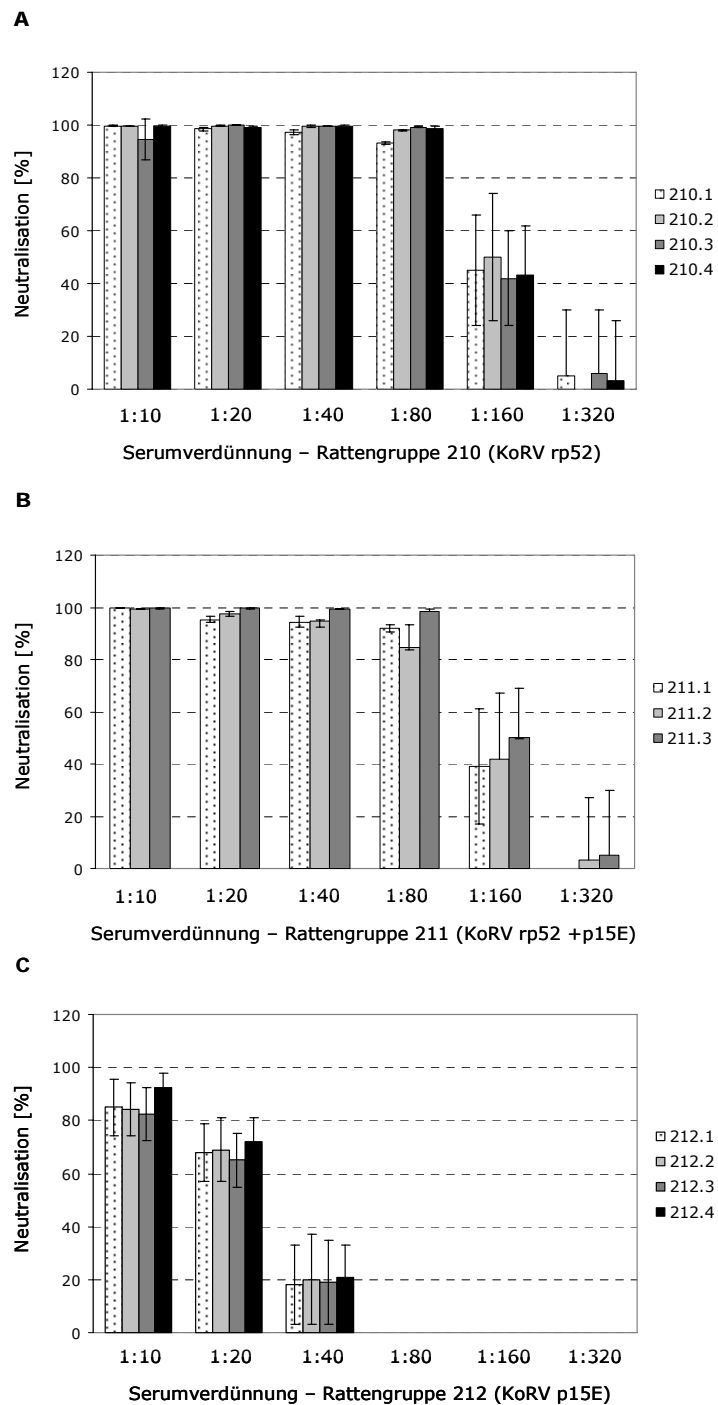 A
Neutralisation [%]
120
100
80
60
40
20
0
1:10 1:20 1:40 1:80 1:160 1:320
Serumverdünnung – Rattengruppe 210 (KoRV rp52)
210.1
210.2
210.3
210.4
B
Neutralisation [%]
120
100
80
60
40
20
0
1:10 1:20 1:40 1:80 1:160 1:320
Serumverdünnung – Rattengruppe 211 (KoRV rp52 +p15E)
211.1
211.2
211.3
C
Neutralisation [%]
120
100
80
60
40
20
0
1:10 1:20 1:40 1:80 1:160 1:320
Serumverdünnung – Rattengruppe 212 (KoRV p15E)
212.1
212.2
212.3
212.4